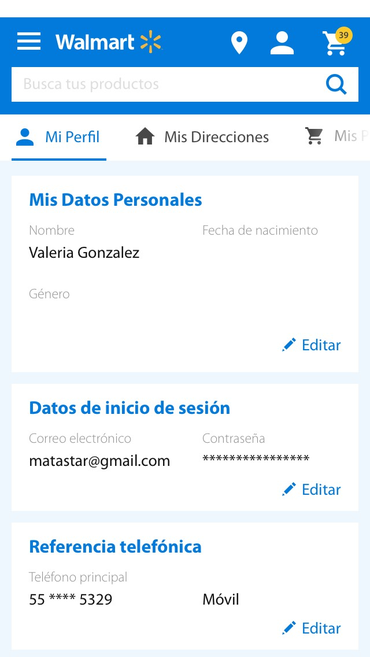 Walmart
39
Busca tus productos
Mi Perfil Mis Direcciones Mis P
Mis Datos Personales
Nombre Fecha de nacimiento
Valeria Gonzalez
Género
Editar
Datos de inicio de sesión
Correo electrónico Contraseña
matastar@gmail.com ****************
Editar
Referencia telefónica
Teléfono principal
55 **** 5329 Móvil
Editar